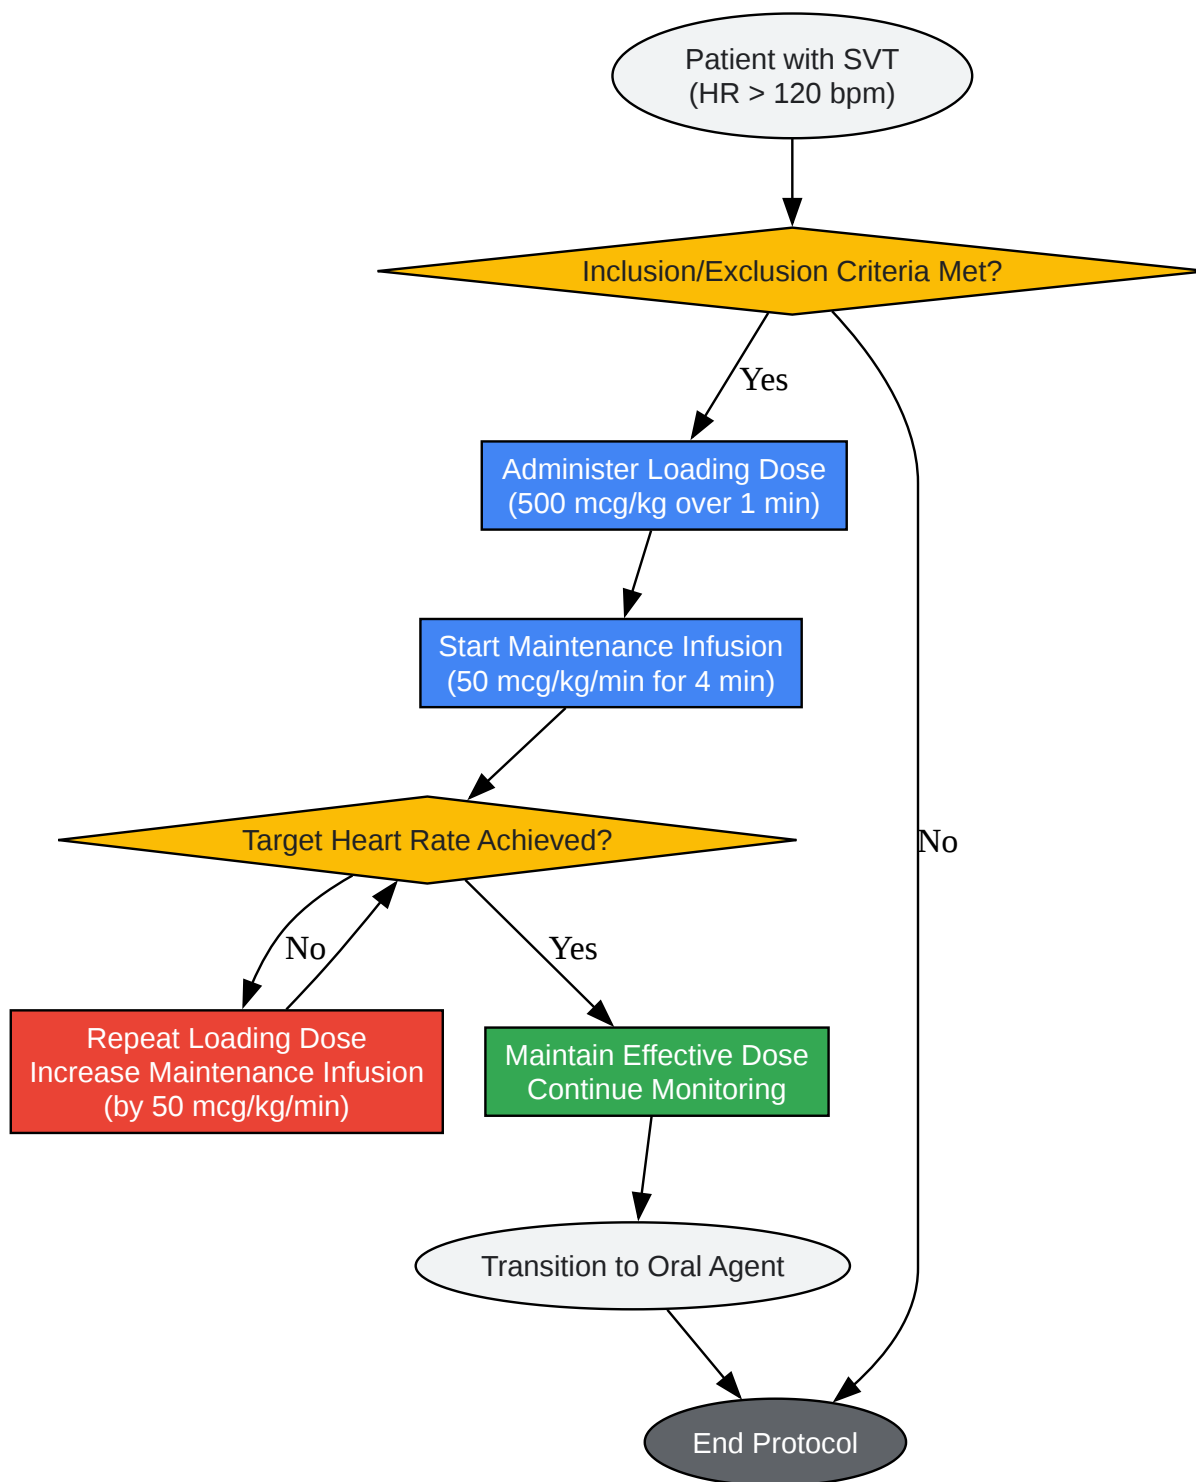 Patient with SVT
(HR > 120 bpm)
Inclusion/Exclusion Criteria Met?
Yes
Administer Loading Dose
(500 mcg/kg over 1 min)
Start Maintenance Infusion
(50 mcg/kg/min for 4 min)
Target Heart Rate Achieved?
No
No
Yes
Repeat Loading Dose
Increase Maintenance Infusion
(by 50 mcg/kg/min)
Maintain Effective Dose
Continue Monitoring
Transition to Oral Agent
End Protocol